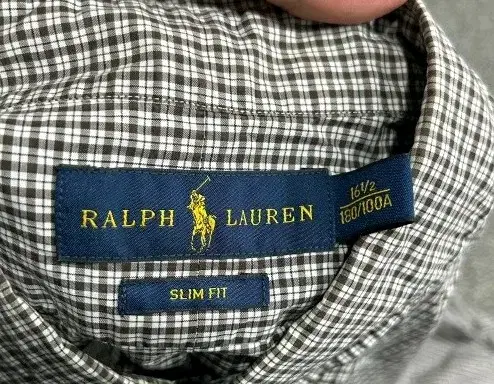 RALPH LAUREN
16½
180/100A
SLIM FIT